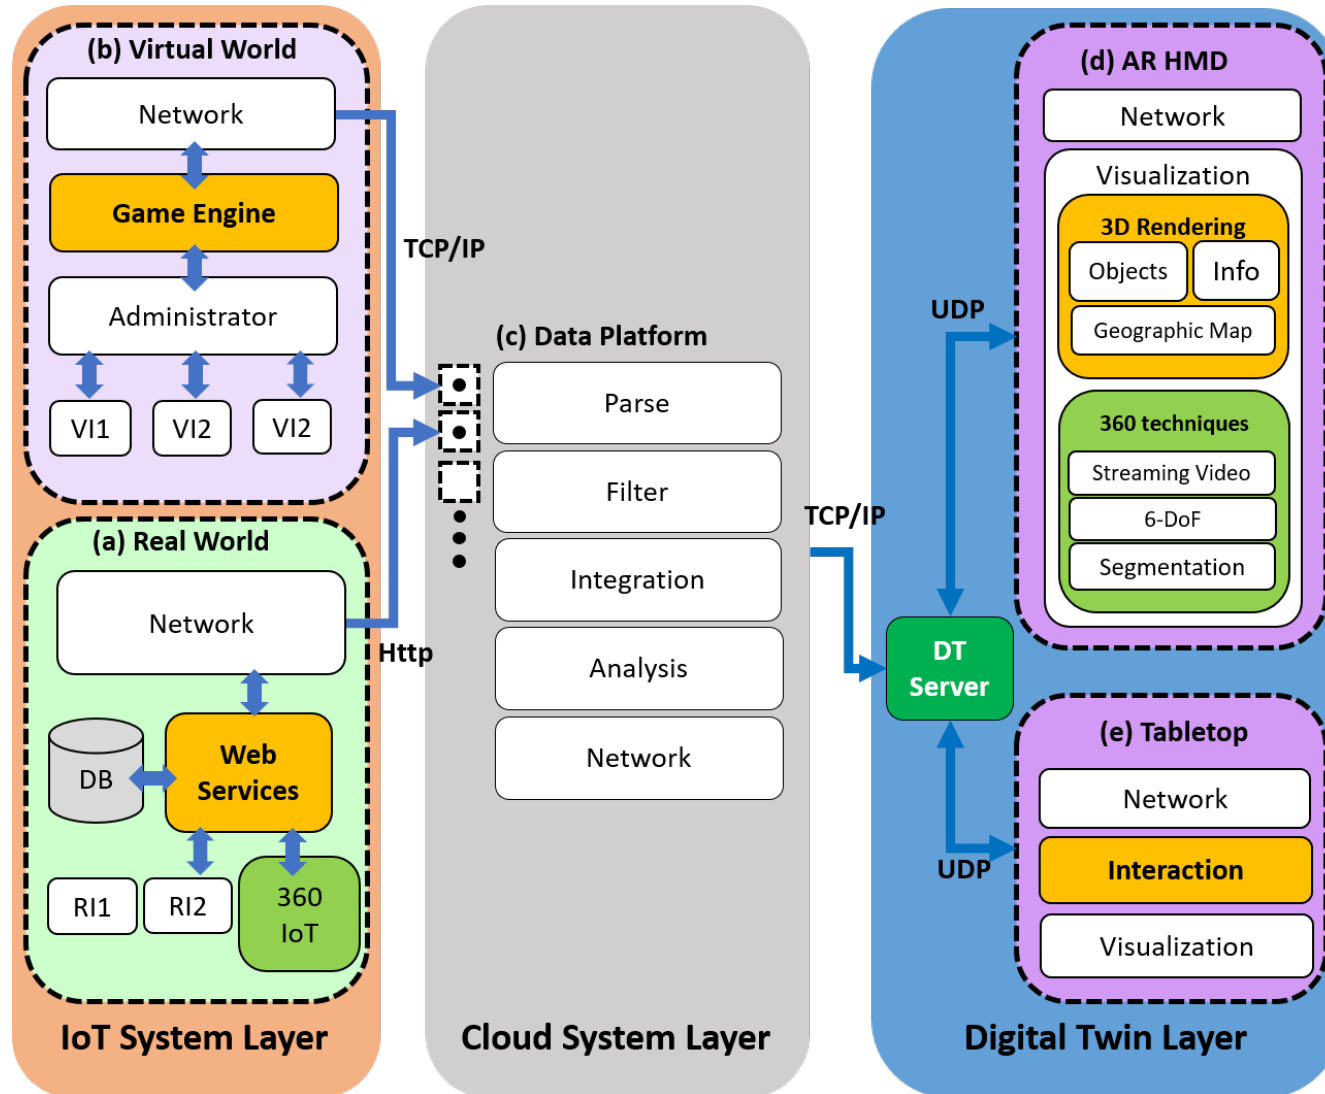 (b) Virtual World
Network
Game Engine
Administrator
VI1
VI2
VI2
(a) Real World
Network
DB
Web
Services
RI1
RI2
360
IoT
IoT System Layer
TCP/IP
Http
(c) Data Platform
Parse
Filter
Integration
Analysis
Network
Cloud System Layer
TCP/IP
UDP
DT
Server
UDP
(d) AR HMD
Network
Visualization
3D Rendering
Objects
Info
Geographic Map
360 techniques
Streaming Video
6-DoF
Segmentation
(e) Tabletop
Network
Interaction
Visualization
Digital Twin Layer